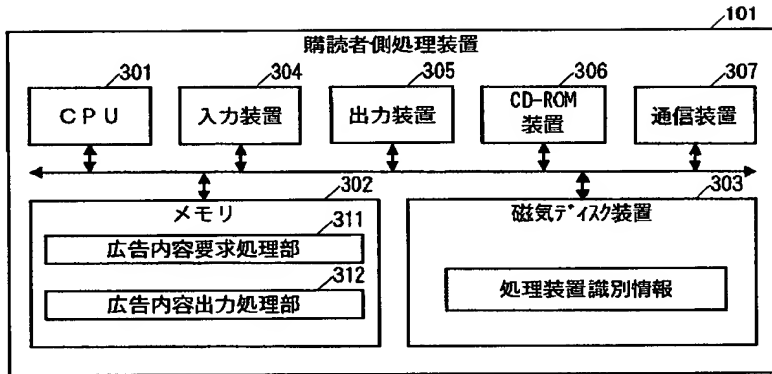 101
購読者側処理装置
301 304 305 306 307
CPU 入力装置 出力装置 CD-ROM装置 通信装置
302 303
メモリ 磁気ディスク装置
311
広告内容要求処理部
312
広告内容出力処理部 処理装置識別情報